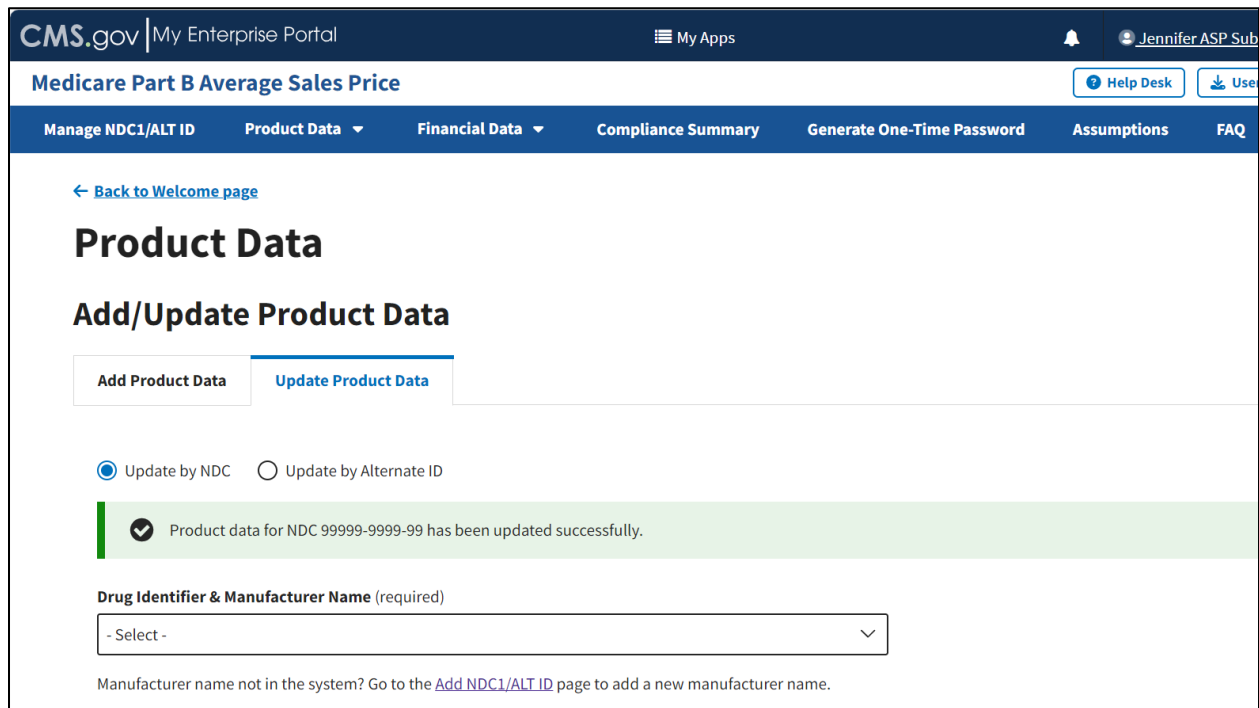 CMS.gov My Enterprise Portal My Apps Jennifer ASP Sub
Medicare Part B Average Sales Price Help Desk User
Manage NDC1/ALT ID Product Data Financial Data Compliance Summary Generate One-Time Password Assumptions FAQ
Back to Welcome page
Product Data
Add/Update Product Data
Add Product Data Update Product Data
Update by NDC Update by Alternate ID
Product data for NDC 99999-9999-99 has been updated successfully.
Drug Identifier & Manufacturer Name (required)
- Select -
Manufacturer name not in the system? Go to the Add NDC1/ALT ID page to add a new manufacturer name.